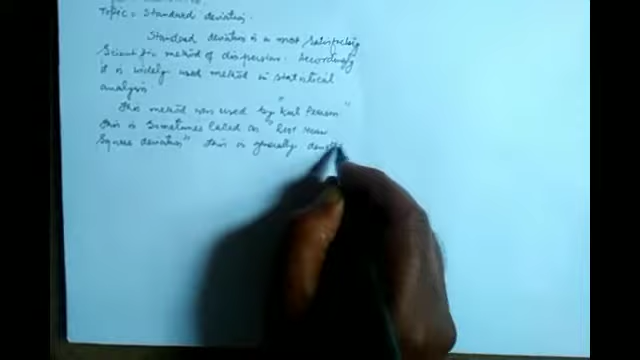 Topic = Standard deviation.
Standard deviation is a most satisfactory
Scientific method of dispersion. Accordingly
it is widely used method in statistical
analysis.
This method was used by "Karl Pearson"
this is Sometimes Called as "Root Mean
Square deviation" this is generally denoted